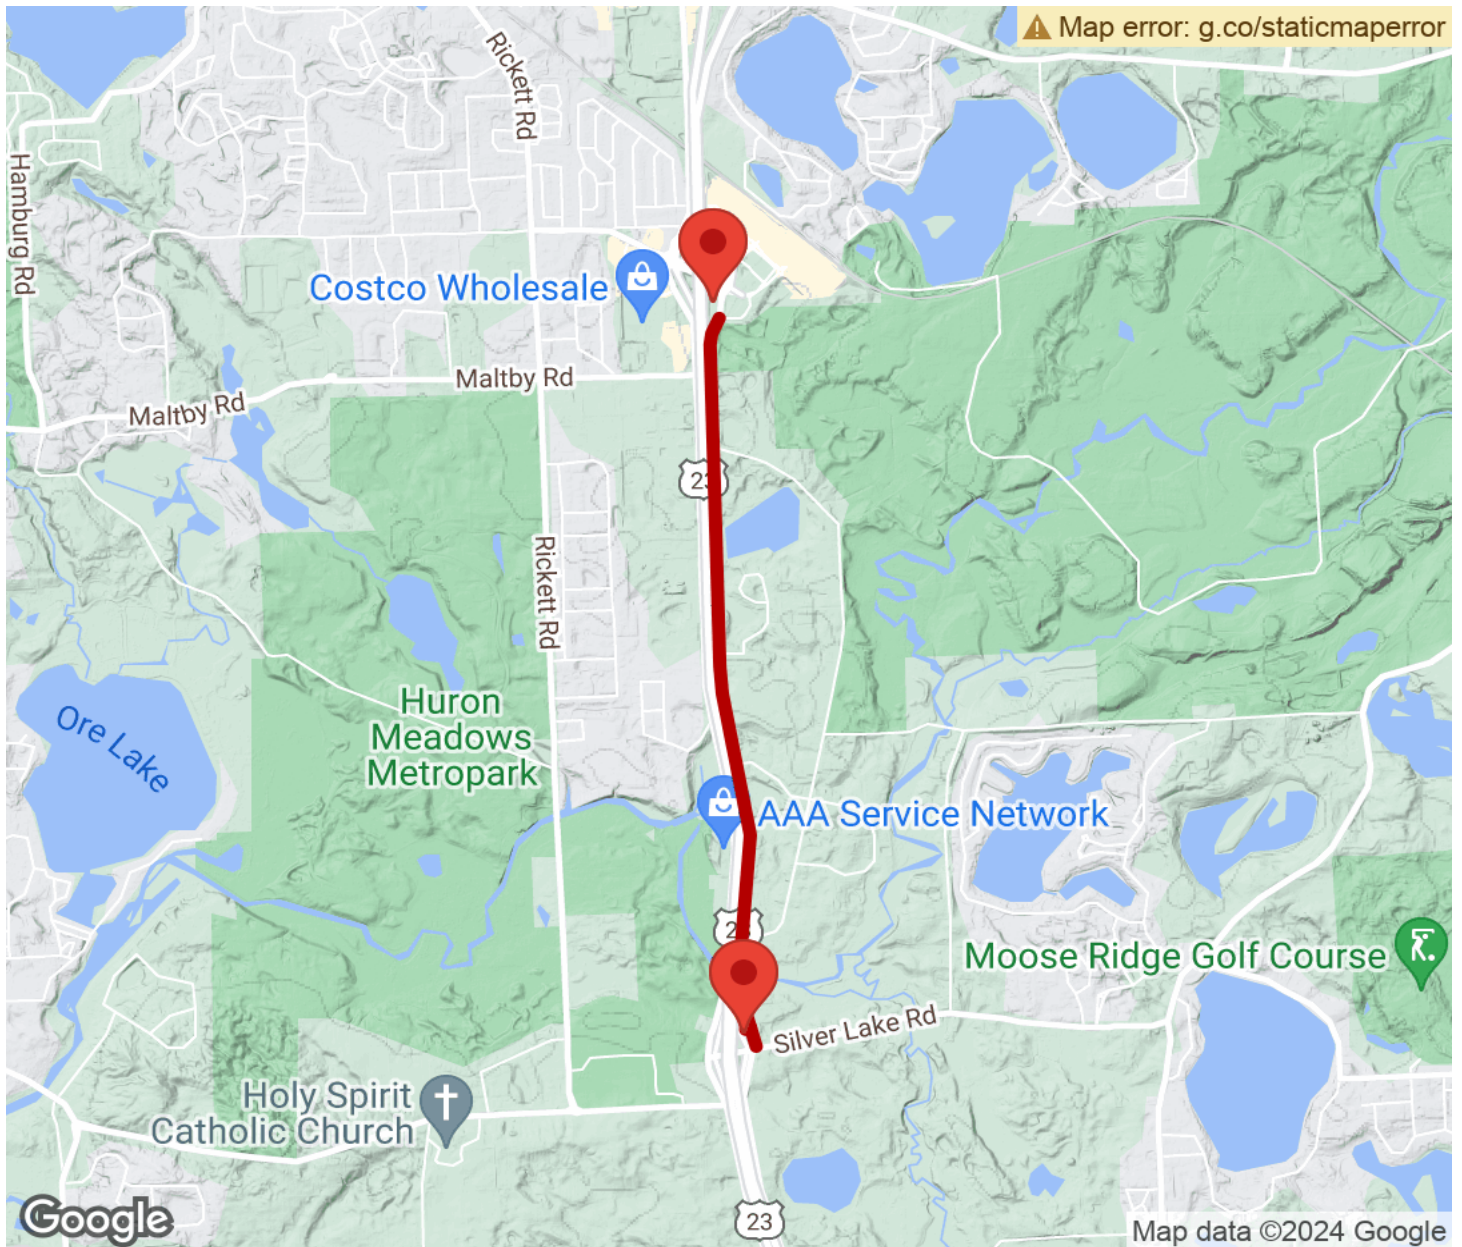 Map error: g.co/staticmaperror
Rickett Rd
Hamburg Rd
Costco Wholesale
Maltby Rd
Maltby Rd
23
Rickett Rd
Huron
Meadows
Metropark
Ore Lake
AAA Service Network
Moose Ridge Golf Course
Silver Lake Rd
Holy Spirit
Catholic Church
23
Google
Map data ©2024 Google